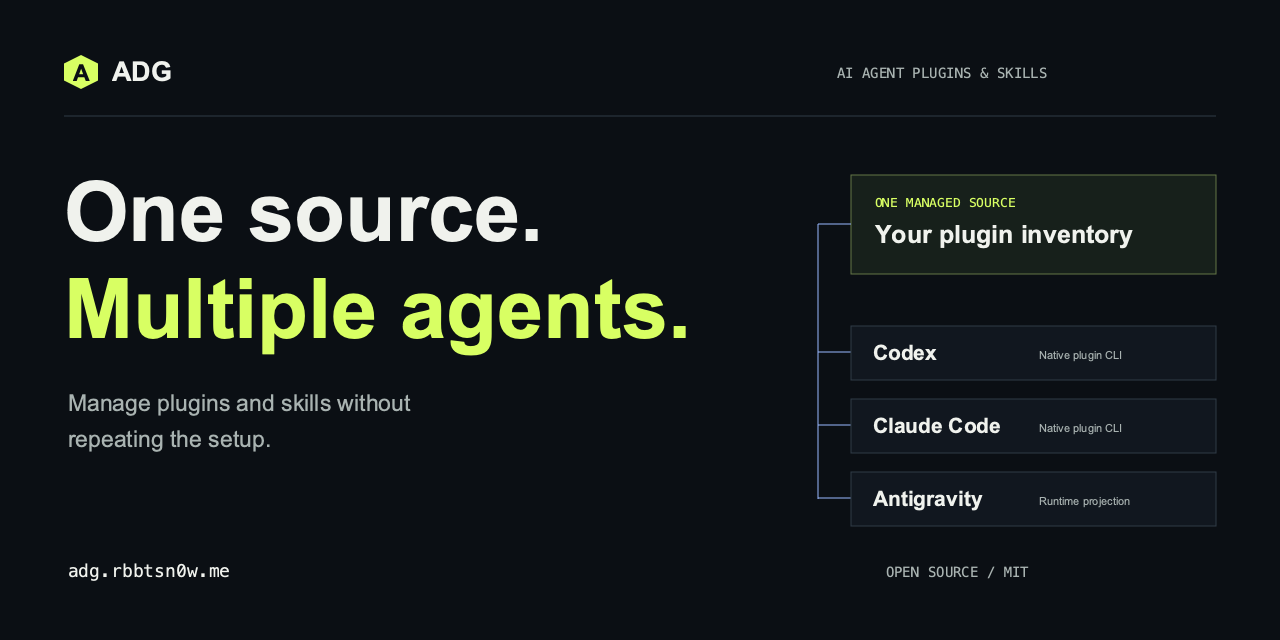 A ADG
AI AGENT PLUGINS & SKILLS
One source.
Multiple agents.
Manage plugins and skills without
repeating the setup.
ONE MANAGED SOURCE
Your plugin inventory
Codex Native plugin CLI
Claude Code Native plugin CLI
Antigravity Runtime projection
adg.rbbtsn0w.me
OPEN SOURCE / MIT